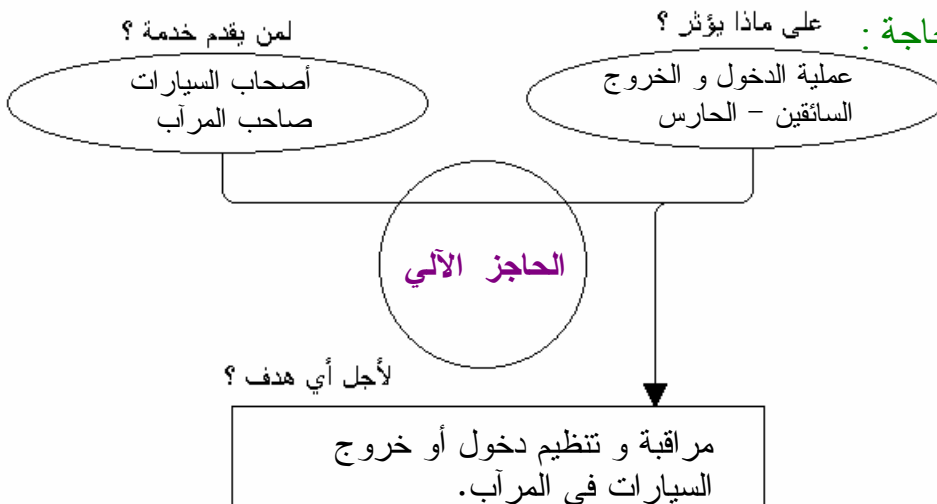 على ماذا يؤثر ؟
عملية الدخول و الخروج
السائقين – الحارس
لمن يقدم خدمة ؟
أصحاب السيارات
صاحب المرآب
الحاجز الآلي
لأجل أي هدف ؟
مراقبة و تنظيم دخول أو خروج
السيارات في المرآب.